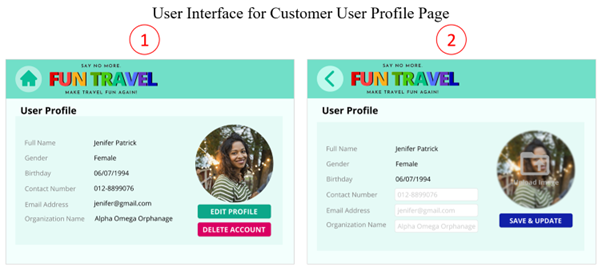 User Interface for Customer User Profile Page
1
SAY NO MORE.
FUN TRAVEL
MAKE TRAVEL FUN AGAIN!
User Profile
Full Name Jenifer Patrick
Gender Female
Birthday 06/07/1994
Contact Number 012-8899076
Email Address jenifer@gmail.com
Organization Name Alpha Omega Orphanage
EDIT PROFILE
DELETE ACCOUNT
2
SAY NO MORE.
FUN TRAVEL
MAKE TRAVEL FUN AGAIN!
User Profile
Full Name Jenifer Patrick
Gender Female
Birthday 06/07/1994
Contact Number 012-8899076
Email Address jenifer@gmail.com
Organization Name Alpha Omega Orphanage
Upload Image
SAVE & UPDATE